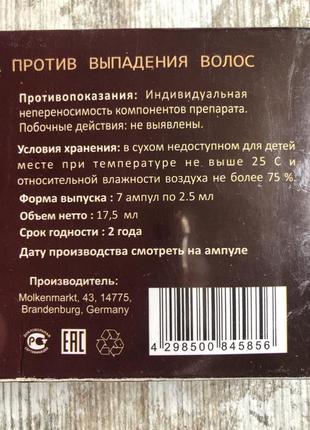 ПРОТИВ ВЫПАДЕНИЯ ВОЛОС
Противопоказания: Индивидуальная
непереносимость компонентов препарата.
Побочные действия: не выявлены.
Условия хранения: в сухом недоступном для детей
месте при температуре не выше 25 С и
относительной влажности воздуха не более 75 %.
Форма выпуска : 7 ампул по 2.5 мл
Объем нетто : 17,5 мл
Срок годности : 2 года
Дату производства смотреть на ампуле
Производитель:
Molkenmarkt, 43, 14775,
Brandenburg, Germany
ЕАС
4 298500 845856